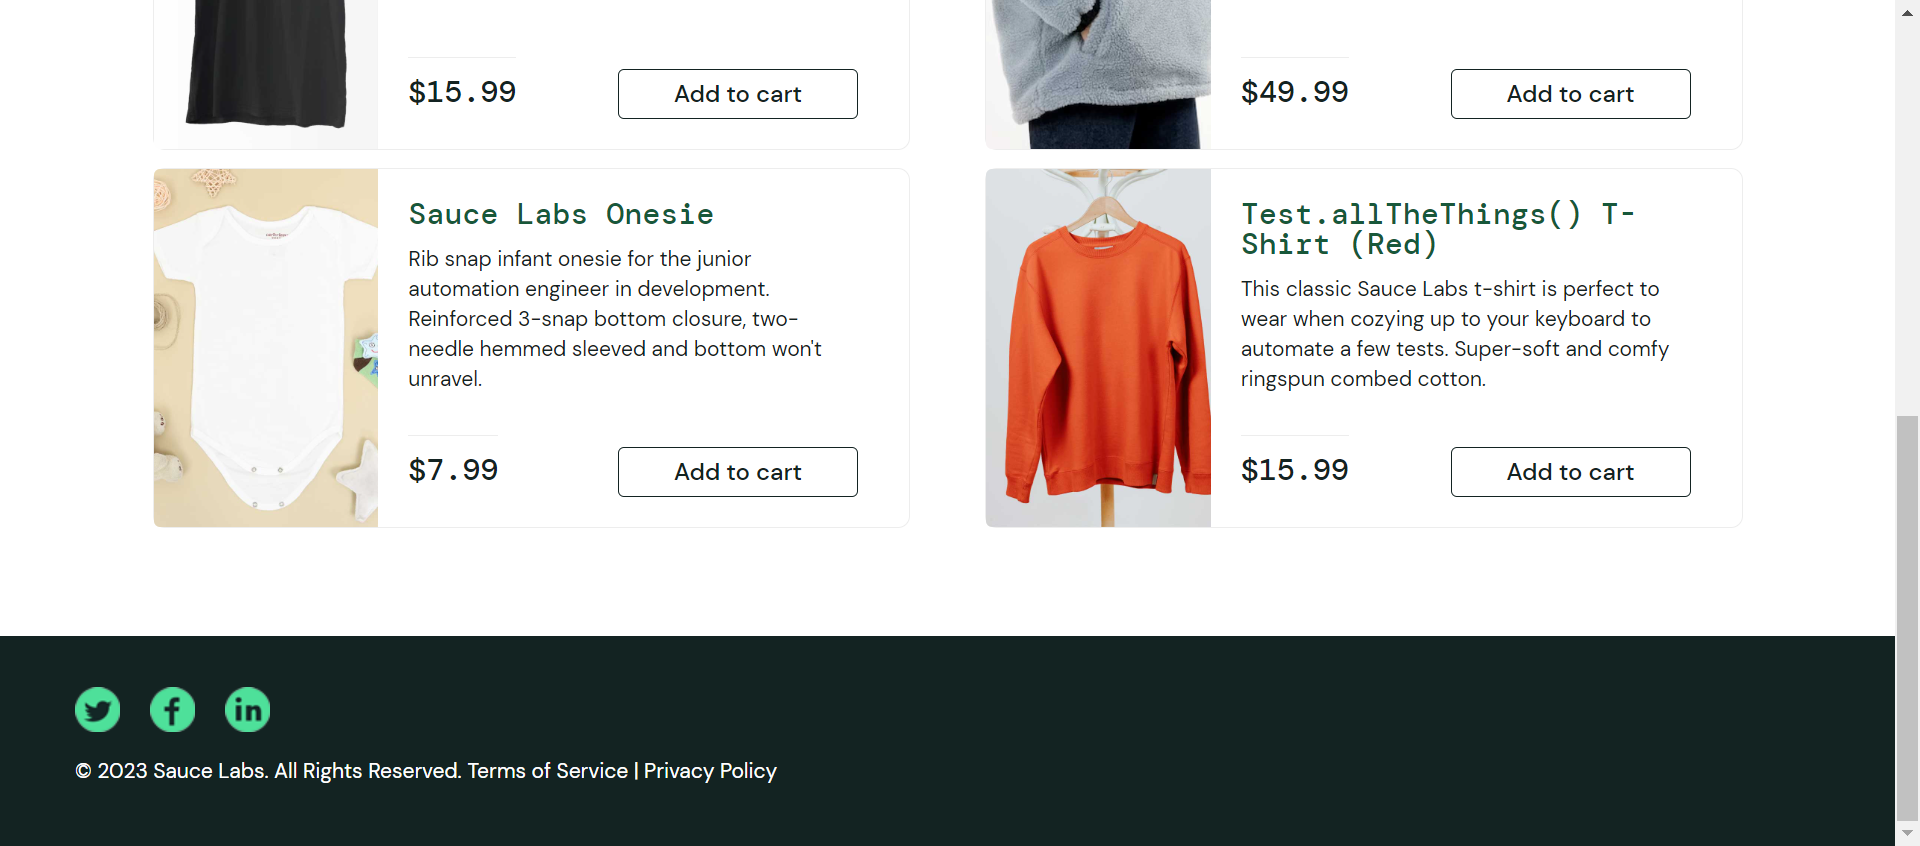 $15.99
Add to cart
$49.99
Add to cart
Sauce Labs Onesie
Rib snap infant onesie for the junior
automation engineer in development.
Reinforced 3-snap bottom closure, two-
needle hemmed sleeved and bottom won't
unravel.
$7.99
Add to cart
Test.allTheThings() T-
Shirt (Red)
This classic Sauce Labs t-shirt is perfect to
wear when cozying up to your keyboard to
automate a few tests. Super-soft and comfy
ringspun combed cotton.
$15.99
Add to cart
© 2023 Sauce Labs. All Rights Reserved. Terms of Service | Privacy Policy